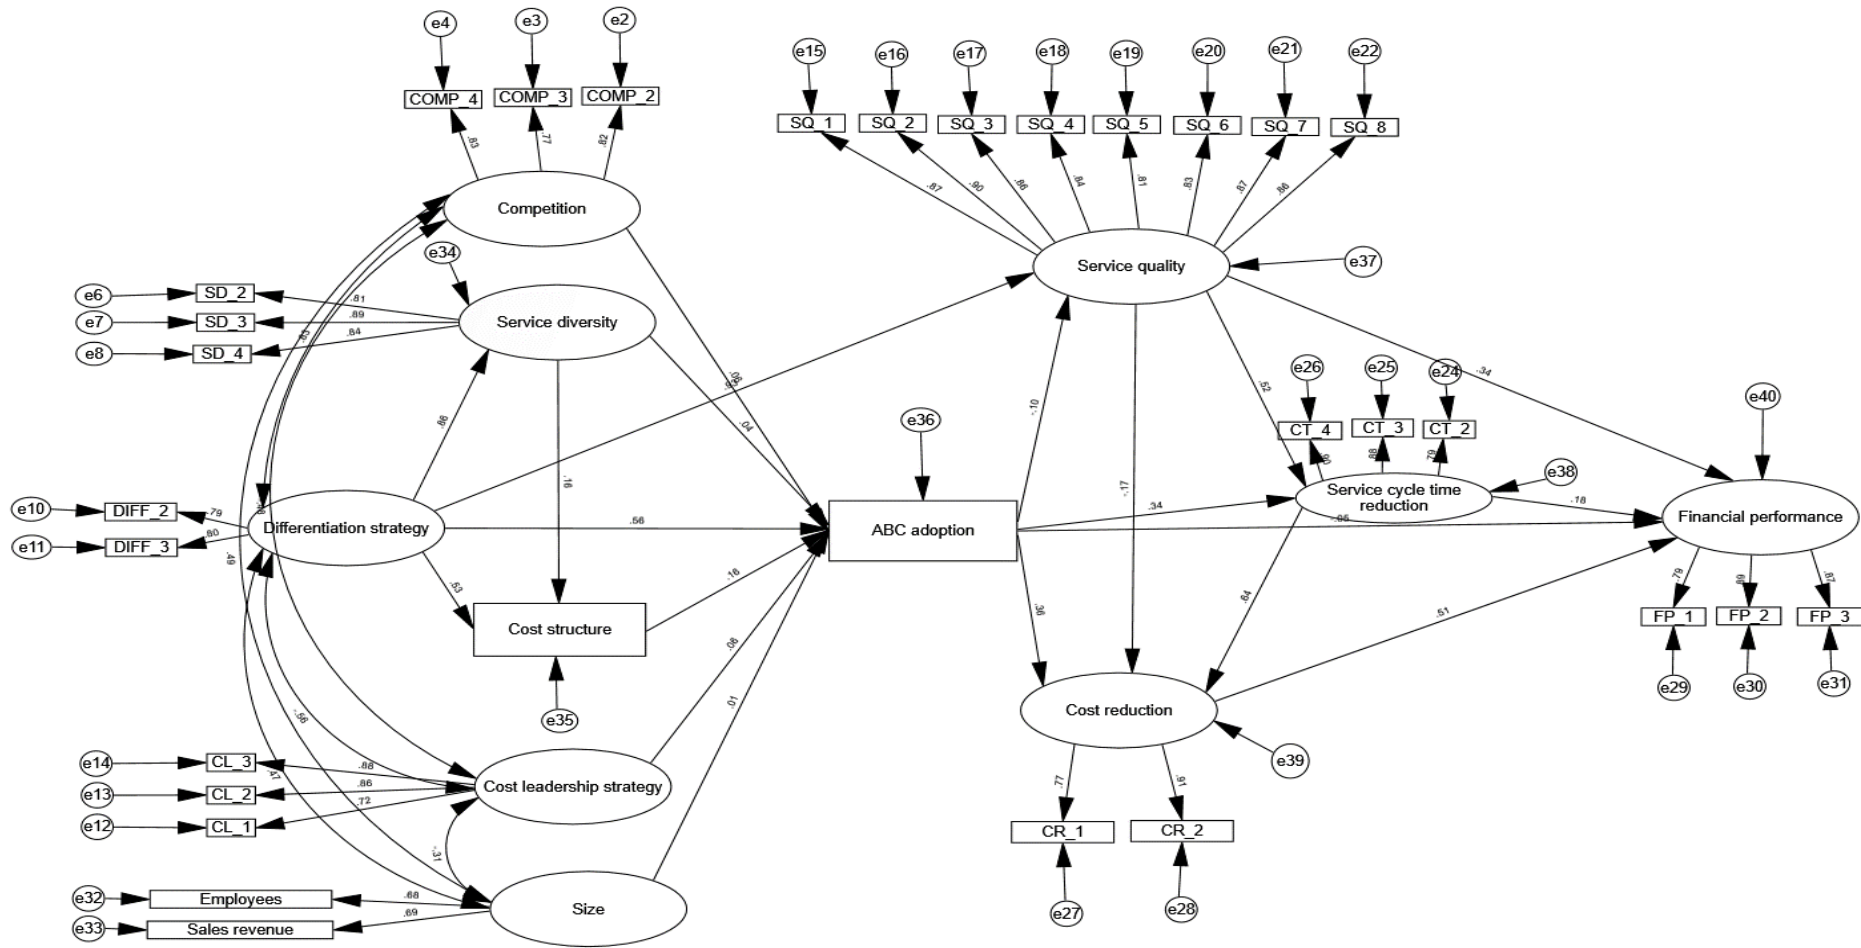 e4
e3
e2
COMP_4
COMP_3
COMP_2
.83
.77
.82
Competition
e15
e16
e17
e18
e19
e20
e21
e22
SQ_1
SQ_2
SQ_3
SQ_4
SQ_5
SQ_6
SQ_7
SQ_8
.87
.90
.86
.84
.81
.83
.87
.86
Service quality
e37
e34
e6
SD_2
.81
e7
SD_3
.89
e8
SD_4
.84
Service diversity
.86
.06
.04
.16
-.10
-.17
.52
.34
e26
e25
e24
CT_4
CT_3
CT_2
.88
.79
e38
Service cycle time
reduction
e40
-.18
Financial performance
e36
ABC adoption
.34
-.05
e10
DIFF_2
.79
e11
DIFF_3
.80
Differentiation strategy
.56
.53
.49
Cost structure
.16
e35
.36
.64
.51
.79
.89
.87
FP_1
FP_2
FP_3
e29
e30
e31
Cost reduction
e39
.77
.91
CR_1
CR_2
e27
e28
.06
.01
-.56
.47
e14
CL_3
.88
e13
CL_2
.86
e12
CL_1
.72
Cost leadership strategy
-.31
e32
Employees
.68
e33
Sales revenue
.69
Size